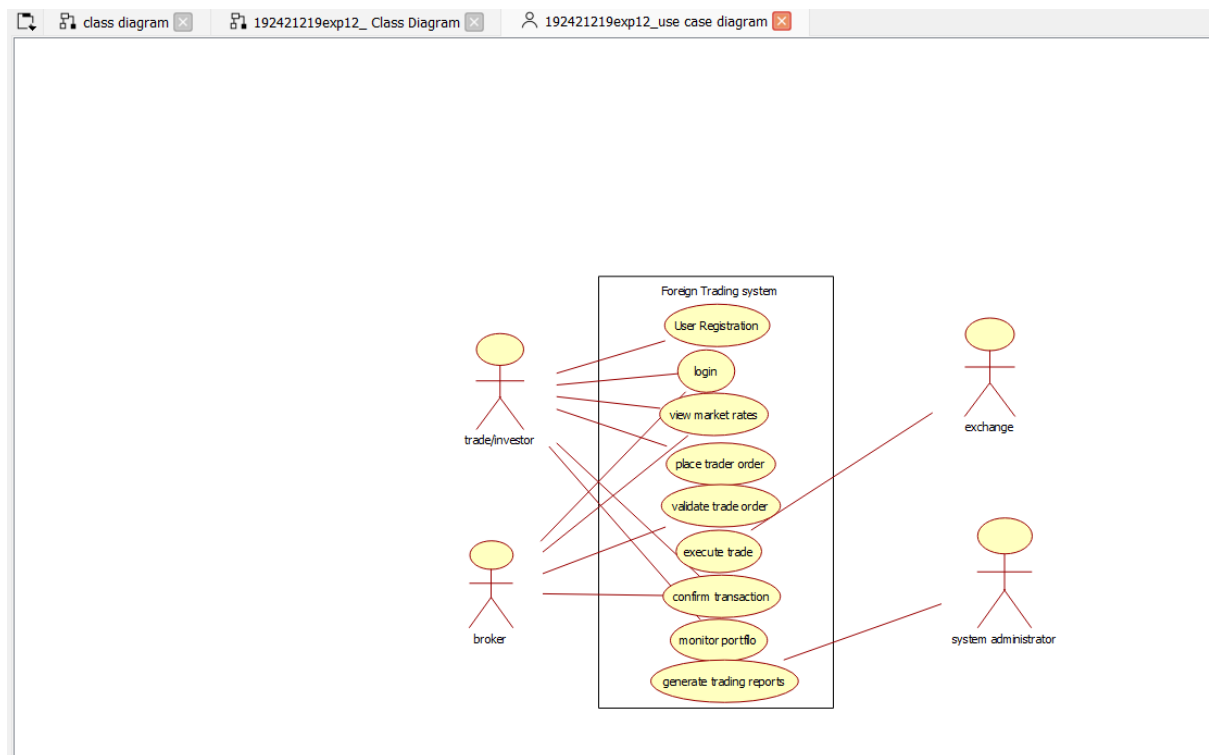 class diagram
192421219exp12_ Class Diagram
192421219exp12_use case diagram
Foreign Trading system
User Registration
login
view market rates
trade/investor
exchange
place trader order
validate trade order
execute trade
confirm transaction
broker
monitor portflo
system administrator
generate trading reports